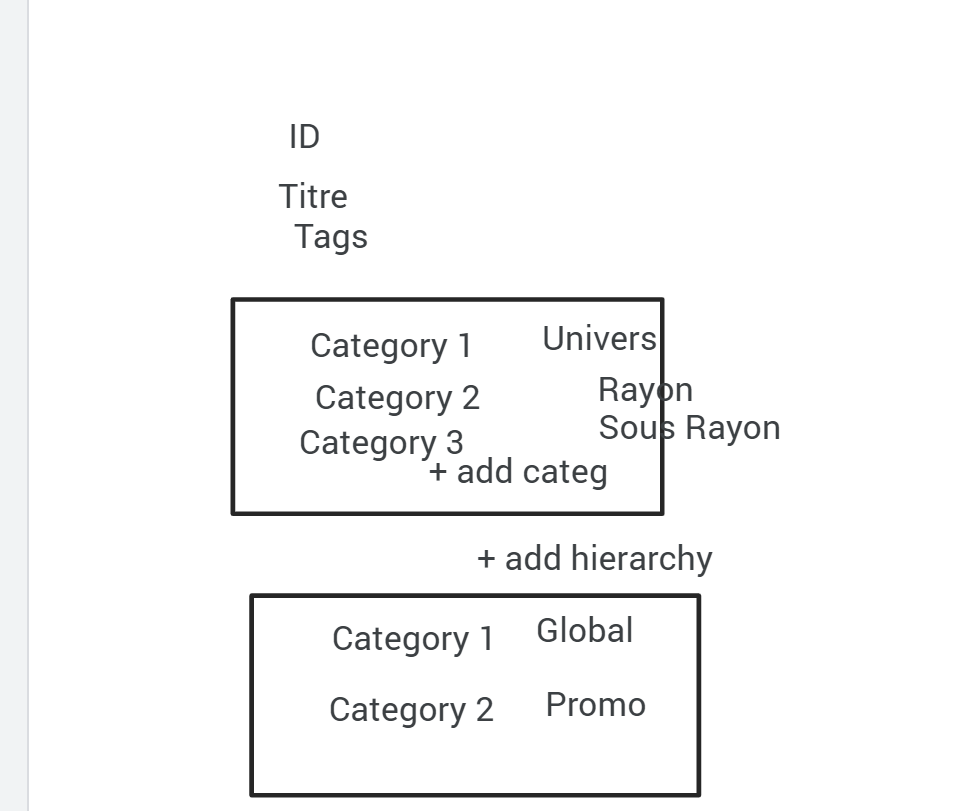 ID
Titre
Tags
Category 1 Univers
Category 2 Rayon
Category 3 Sous Rayon
+ add categ
+ add hierarchy
Category 1 Global
Category 2 Promo